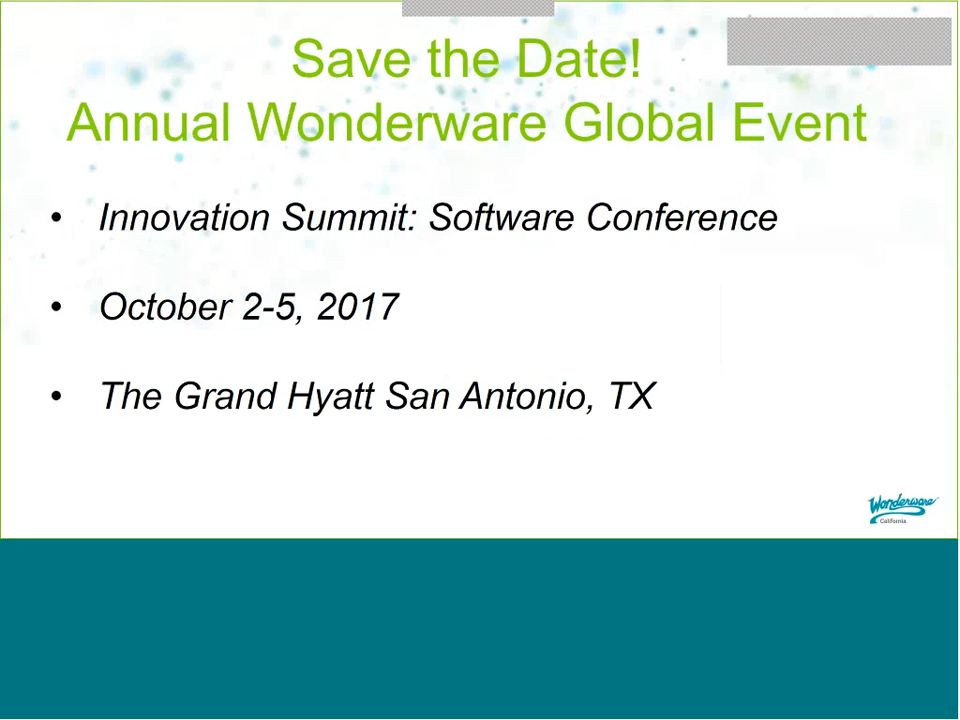 Save the Date!
Annual Wonderware Global Event
• Innovation Summit: Software Conference
• October 2-5, 2017
• The Grand Hyatt San Antonio, TX
Wonderware
California